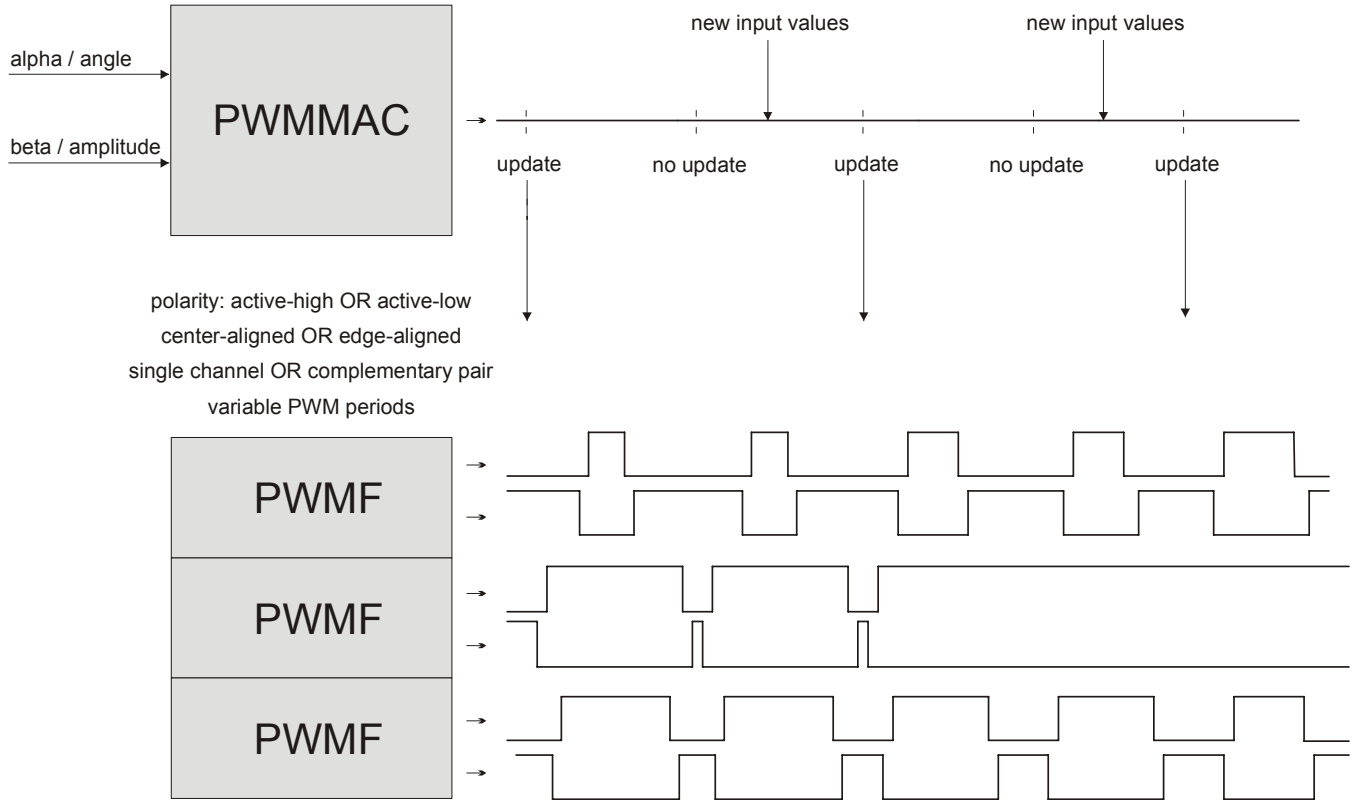 new input values
new input values
alpha / angle
PWMMAC
beta / amplitude
update
no update
update
no update
update
polarity: active-high OR active-low
center-aligned OR edge-aligned
single channel OR complementary pair
variable PWM periods
PWMF
PWMF
PWMF